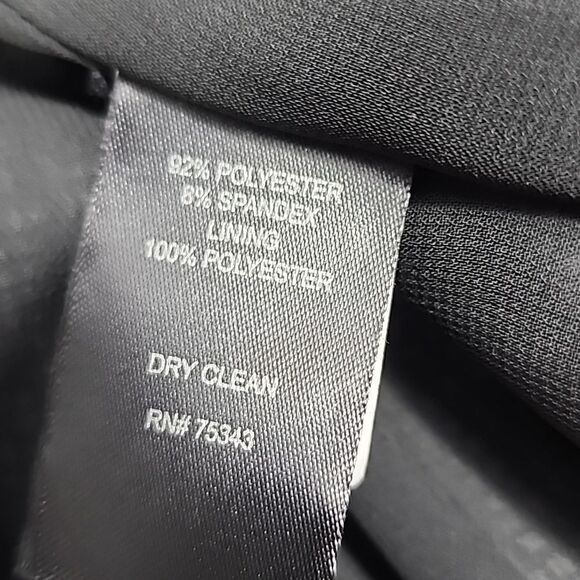 92% POLYESTER
8% SPANDEX
LINING
100% POLYESTER
DRY CLEAN
RN# 75343